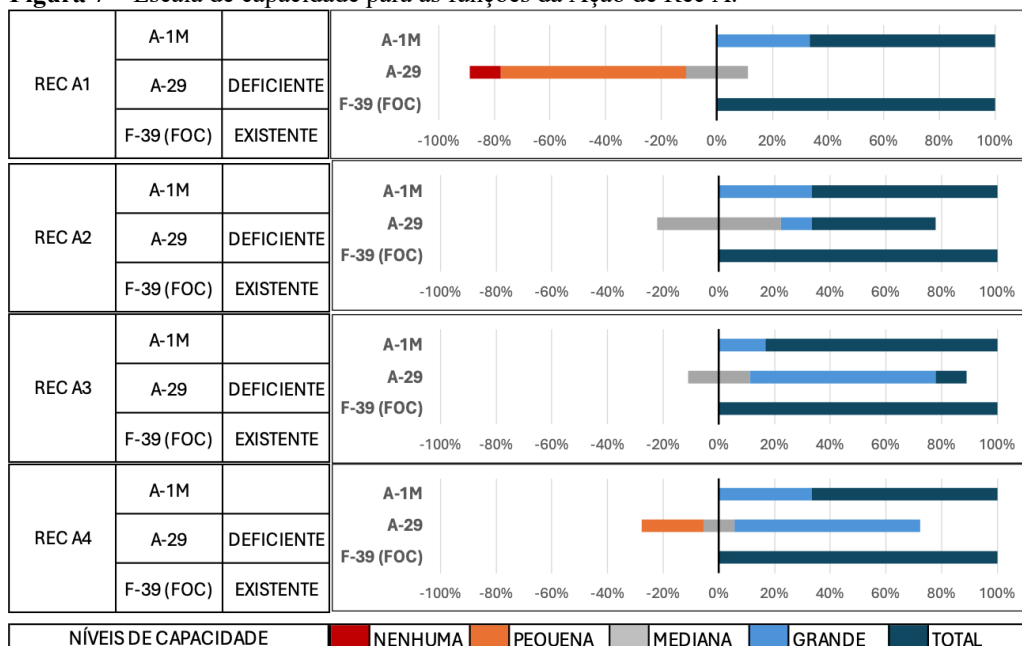 Figura 7 – Escala de capacidade para as funções da Ação de Rec A.
REC A1
A-1M
A-29 DEFICIENTE
F-39 (FOC) EXISTENTE
A-1M
A-29
F-39 (FOC)
-100% -80% -60% -40% -20% 0% 20% 40% 60% 80% 100%
REC A2
A-1M
A-29 DEFICIENTE
F-39 (FOC) EXISTENTE
A-1M
A-29
F-39 (FOC)
-100% -80% -60% -40% -20% 0% 20% 40% 60% 80% 100%
REC A3
A-1M
A-29 DEFICIENTE
F-39 (FOC) EXISTENTE
A-1M
A-29
F-39 (FOC)
-100% -80% -60% -40% -20% 0% 20% 40% 60% 80% 100%
REC A4
A-1M
A-29 DEFICIENTE
F-39 (FOC) EXISTENTE
A-1M
A-29
F-39 (FOC)
-100% -80% -60% -40% -20% 0% 20% 40% 60% 80% 100%
NÍVEIS DE CAPACIDADE NENHUMA PEQUENA MEDIANA GRANDE TOTAL